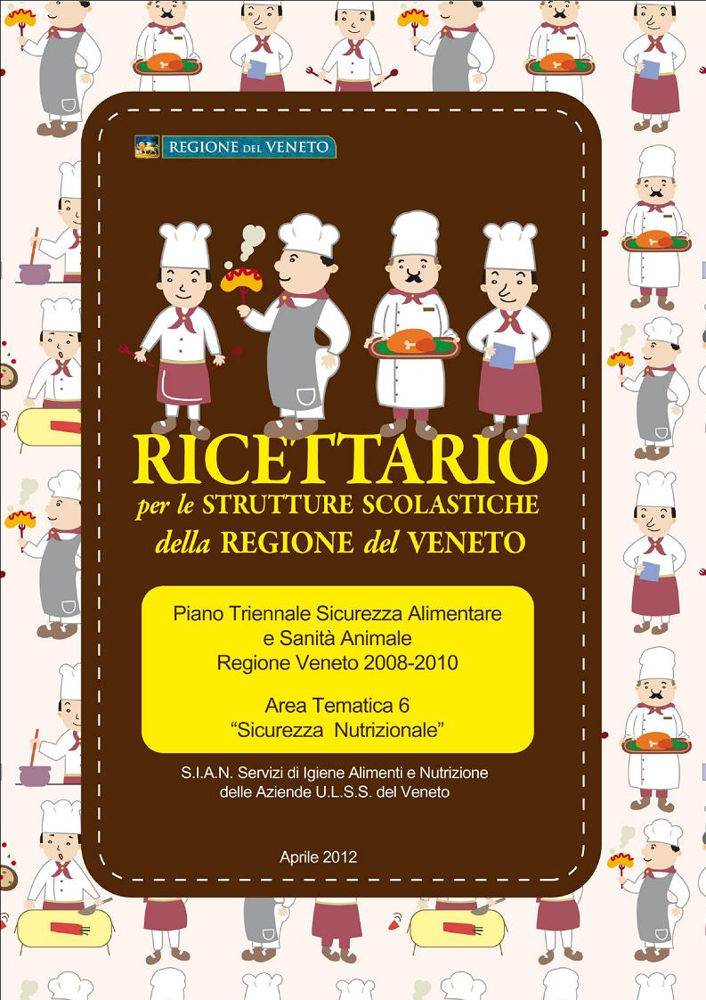 REGIONE DEL VENETO
RICETTARIO
per le STRUTTURE SCOLASTICHE
della REGIONE del VENETO
Piano Triennale Sicurezza Alimentare
e Sanità Animale
Regione Veneto 2008-2010
Area Tematica 6
“Sicurezza Nutrizionale”
S.I.A.N. Servizi di Igiene Alimenti e Nutrizione
delle Aziende U.L.S.S. del Veneto
Aprile 2012